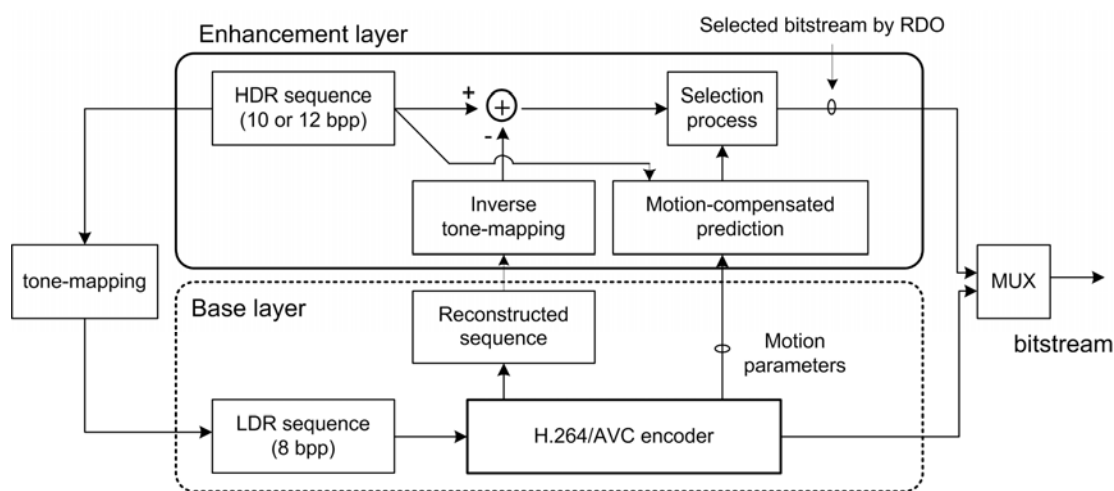 Enhancement layer
Selected bitstream by RDO
HDR sequence
(10 or 12 bpp)
+
+
-
Selection
process
Inverse
tone-mapping
Motion-compensated
prediction
tone-mapping
MUX
bitstream
Base layer
Reconstructed
sequence
Motion
parameters
LDR sequence
(8 bpp)
H.264/AVC encoder